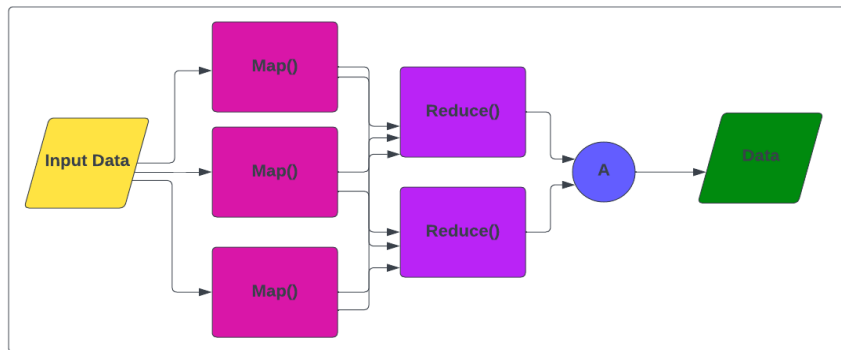 Input Data
Map()
Map()
Map()
Reduce()
Reduce()
A
Data